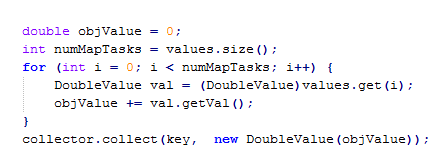 double objValue = 0;
int numMapTasks = values.size();
for (int i = 0; i < numMapTasks; i++) {
    DoubleValue val = (DoubleValue)values.get(i);
    objValue += val.getVal();
}
collector.collect(key,  new DoubleValue(objValue));